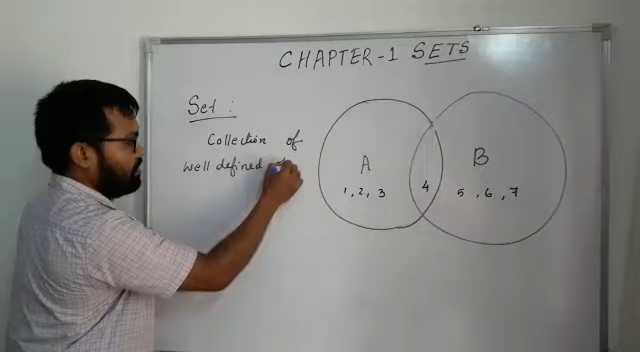 CHAPTER-1 SETS
Set :
Collection of
well defined
A
B
1, 2, 3
4
5, 6, 7